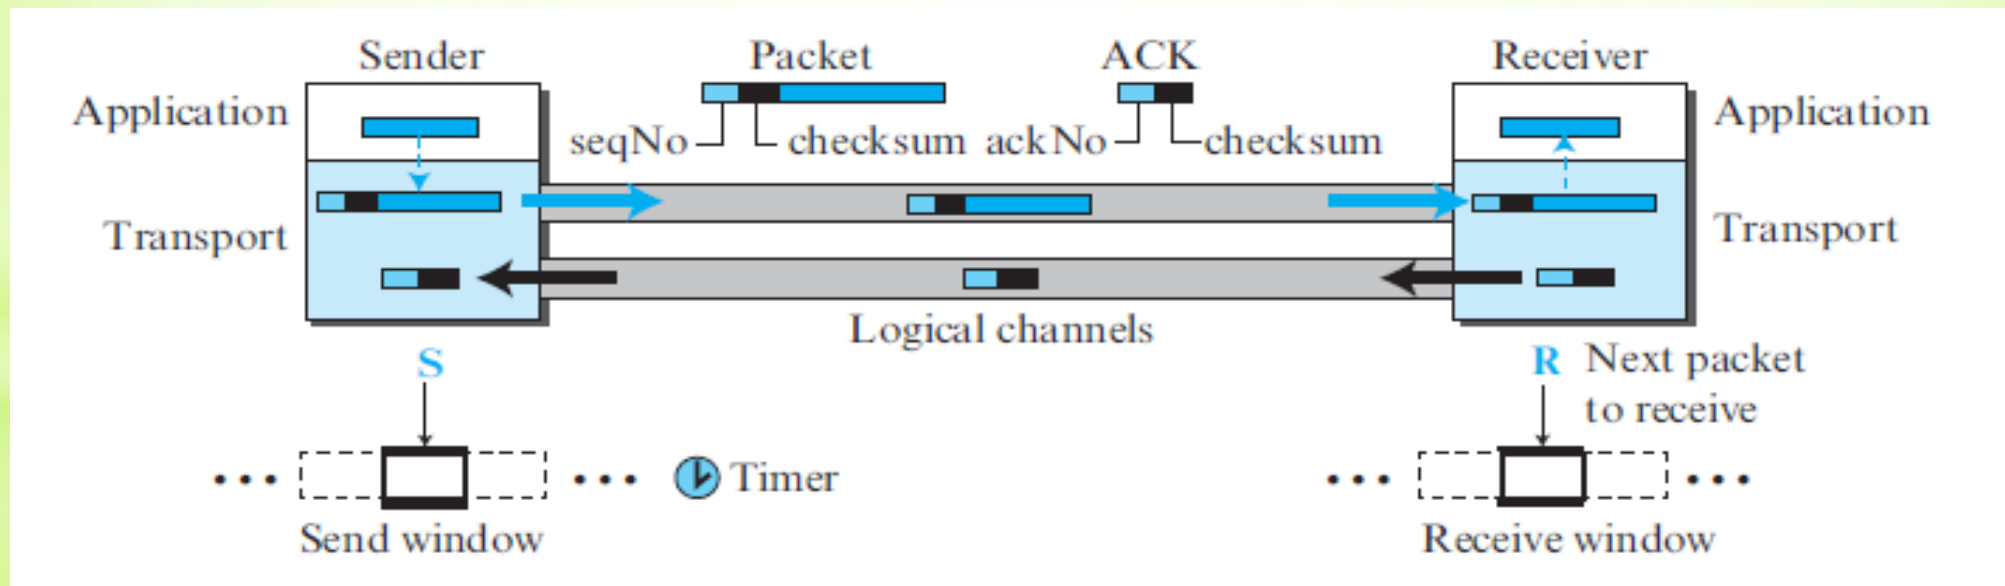 Sender Packet ACK Receiver
Application Application
seqNo checksum ackNo checksum
Transport Transport
Logical channels
S R Next packet
to receive
Timer
Send window Receive window